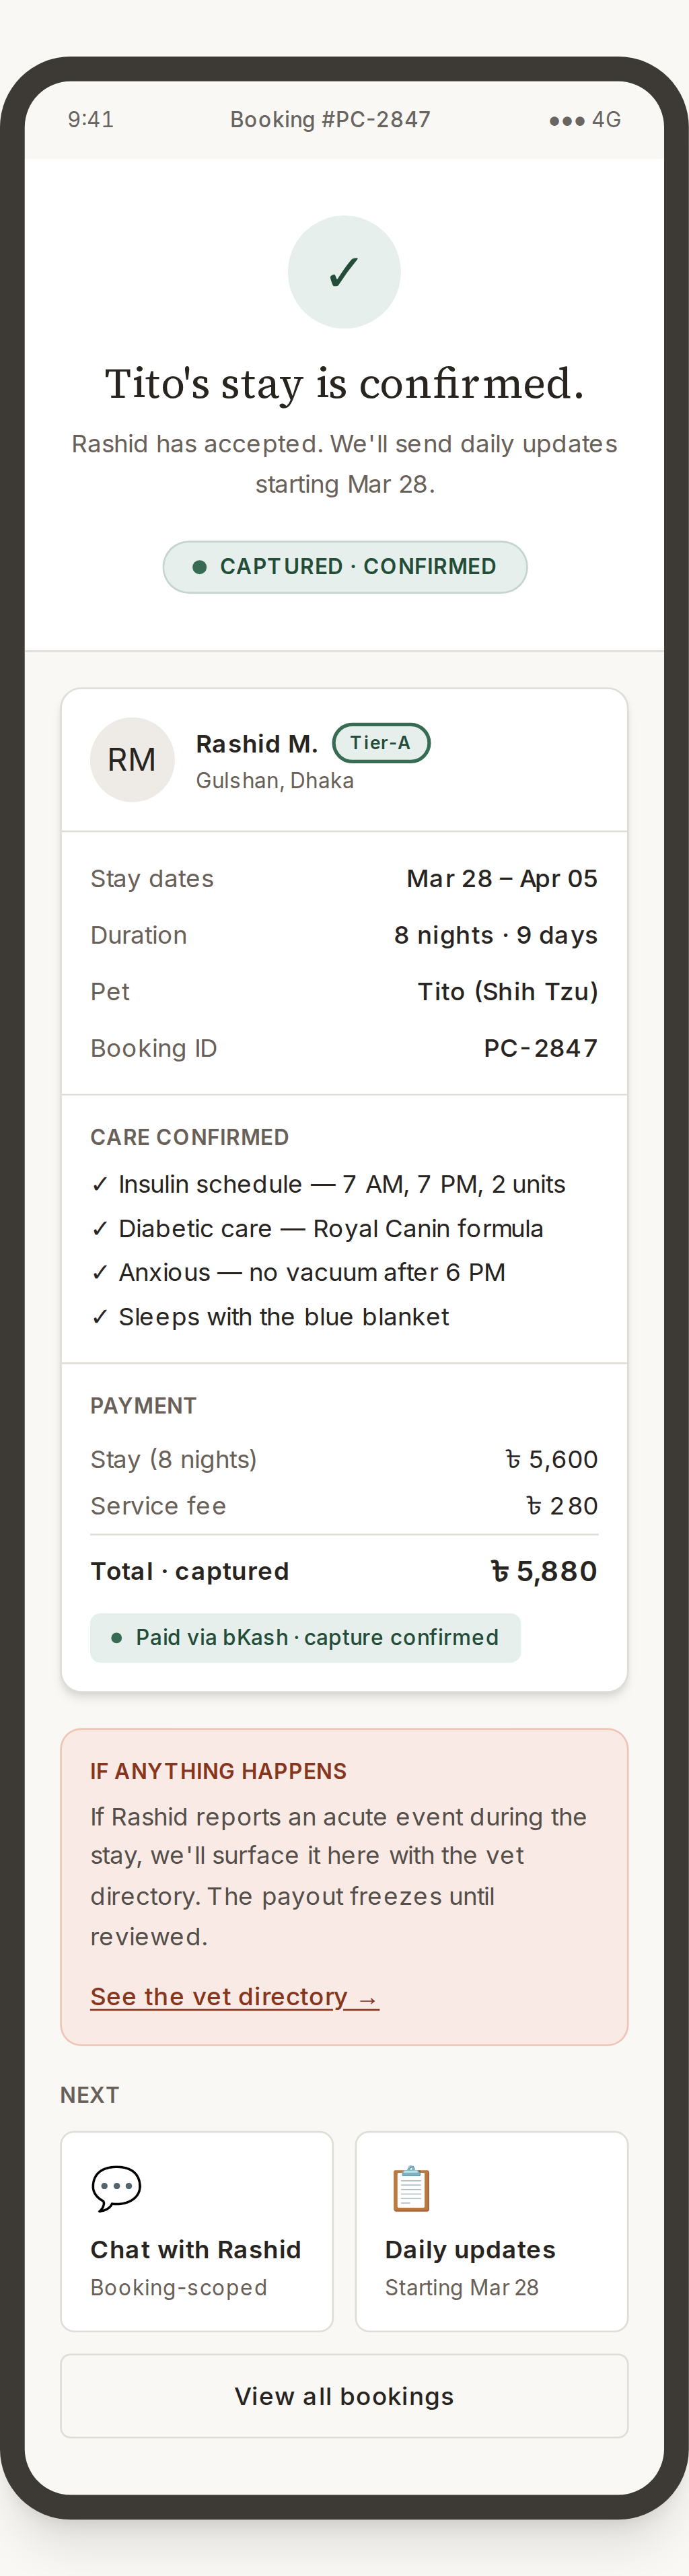 9:41 Booking #PC-2847 ●●● 4G
✓
Tito's stay is confirmed.
Rashid has accepted. We'll send daily updates
starting Mar 28.
CAPTURED · CONFIRMED
RM
Rashid M. Tier-A
Gulshan, Dhaka
Stay dates Mar 28 – Apr 05
Duration 8 nights · 9 days
Pet Tito (Shih Tzu)
Booking ID PC-2847
CARE CONFIRMED
✓ Insulin schedule — 7 AM, 7 PM, 2 units
✓ Diabetic care — Royal Canin formula
✓ Anxious — no vacuum after 6 PM
✓ Sleeps with the blue blanket
PAYMENT
Stay (8 nights) ৳ 5,600
Service fee ৳ 280
Total · captured ৳ 5,880
Paid via bKash · capture confirmed
IF ANYTHING HAPPENS
If Rashid reports an acute event during the
stay, we'll surface it here with the vet
directory. The payout freezes until
reviewed.
See the vet directory →
NEXT
Chat with Rashid
Booking-scoped
Daily updates
Starting Mar 28
View all bookings